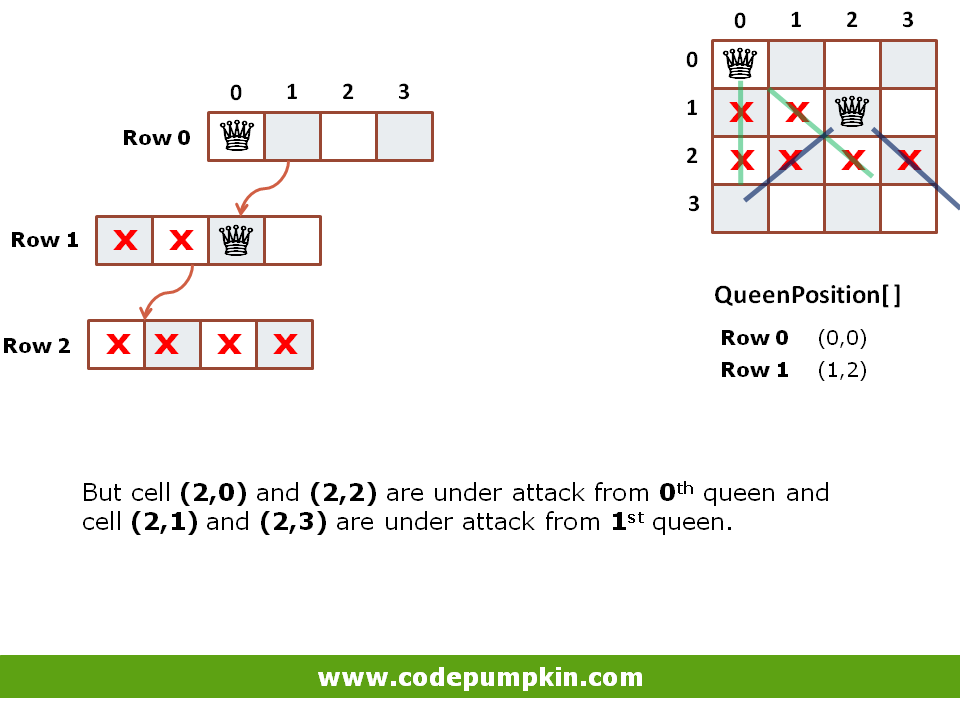 0 1 2 3
Row 0
Row 1 X X
Row 2 X X X X
0 1 2 3
0
1 X X
2 X X X X
3
QueenPosition[ ]
Row 0 (0,0)
Row 1 (1,2)
But cell (2,0) and (2,2) are under attack from 0th queen and
cell (2,1) and (2,3) are under attack from 1st queen.
www.codepumpkin.com